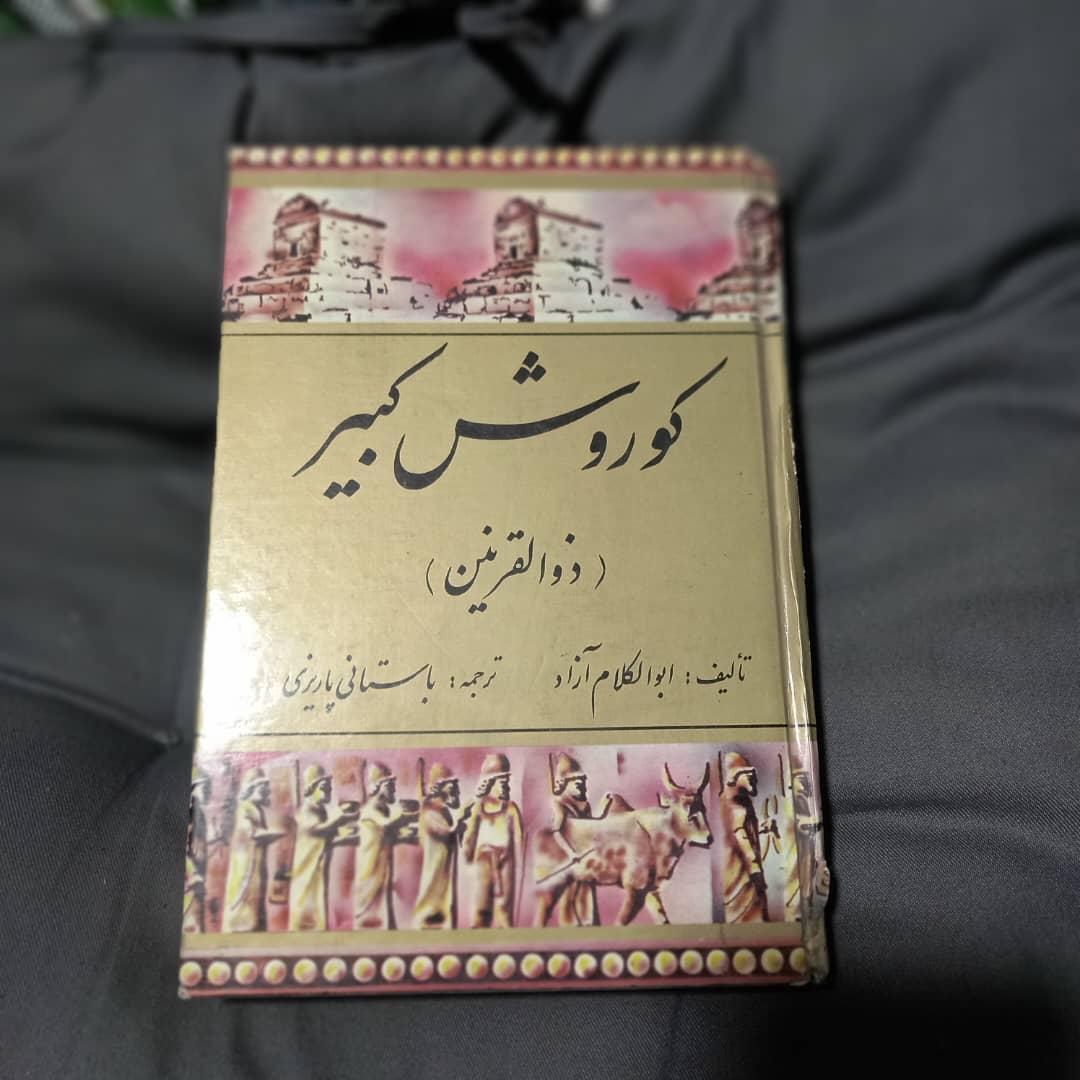 کوروش کبیر
(ذوالقرنین)
تألیف: ابوالکلام آزاد ترجمه: باستانی پاریزی